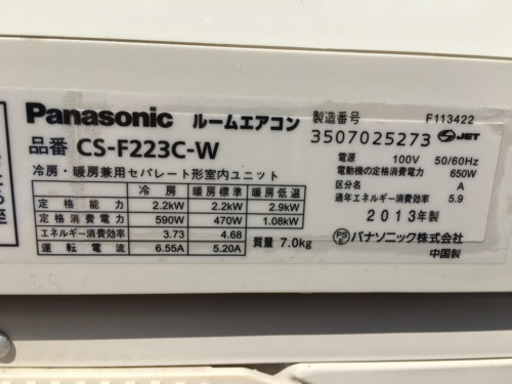 Panasonic ルームエアコン 製造番号 F113422
品番 CS-F223C-W 3507025273 JET
冷房・暖房兼用セパレート形室内ユニット
電源 100V 50/60Hz
電動機の定格消費電力 650W
区分名 A
通年エネルギー消費効率 5.9
2013年製
冷房 暖房標準 暖房低温
定格能力 2.2kW 2.2kW 2.9kW
定格消費電力 590W 470W 1.08kW
エネルギー消費効率 3.73 4.68
運転電流 6.55A 5.20A 質量 7.0kg
PS E パナソニック株式会社
中国製